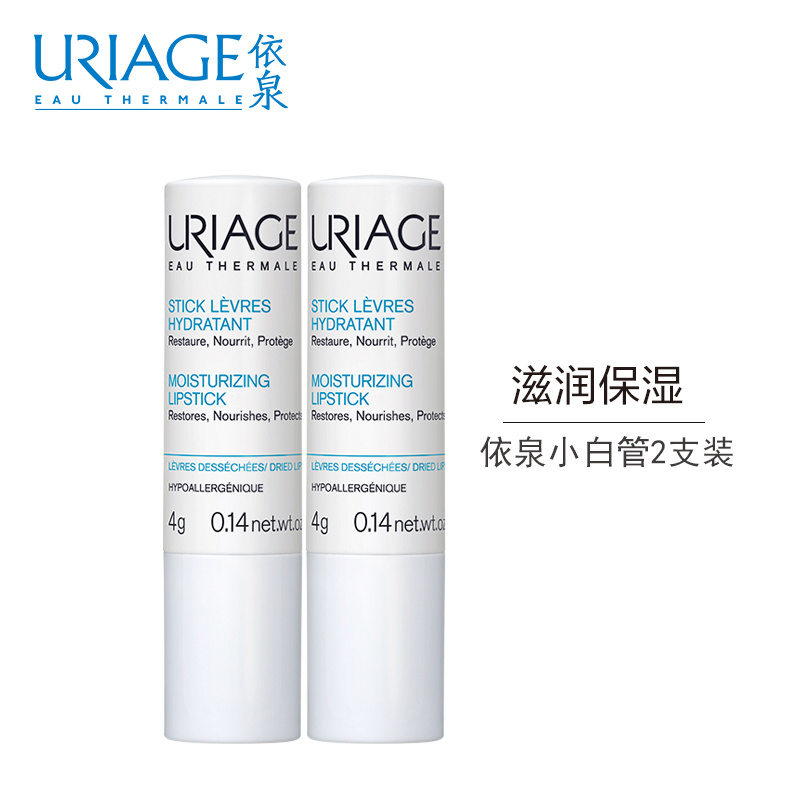 URIAGE依泉
EAU THERMALE
URIAGE
EAU THERMALE
STICK LÈVRES
HYDRATANT
Restaure, Nourrit, Protège
MOISTURIZING
LIPSTICK
Restores, Nourishes, Protects
LÈVRES DESSÉCHÉES/ DRIED LIP
HYPOALLERGÉNIQUE
4g 0.14 net.wt.oz
URIAGE
EAU THERMALE
STICK LÈVRES
HYDRATANT
Restaure, Nourrit, Protège
MOISTURIZING
LIPSTICK
Restores, Nourishes, Protects
LÈVRES DESSÉCHÉES/ DRIED LIP
HYPOALLERGÉNIQUE
4g 0.14 net.wt.oz
滋润保湿
依泉小白管2支装